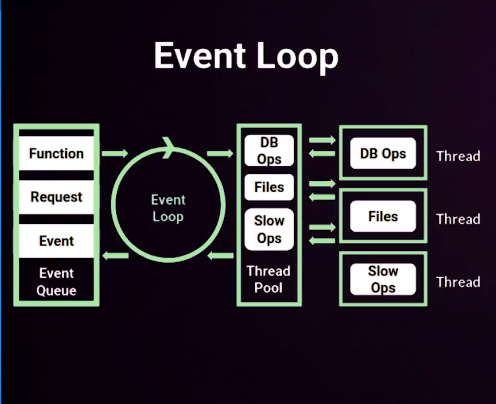 Event Loop
Function
Request
Event
Event
Queue
Event
Loop
DB
Ops
Files
Slow
Ops
Thread
Pool
DB Ops
Thread
Files
Thread
Slow
Ops
Thread